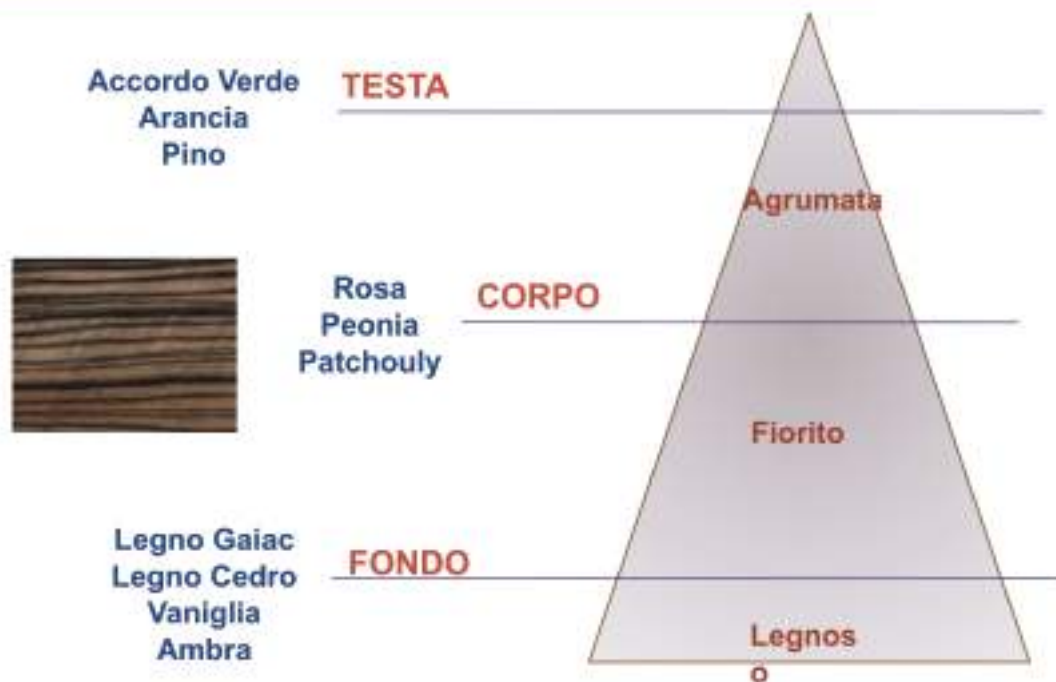 Accordo Verde
Arancia
Pino
TESTA
Agrumata
Rosa
Peonia
Patchouly
CORPO
Fiorito
Legno Gaiac
Legno Cedro
Vaniglia
Ambra
FONDO
Legnos
o